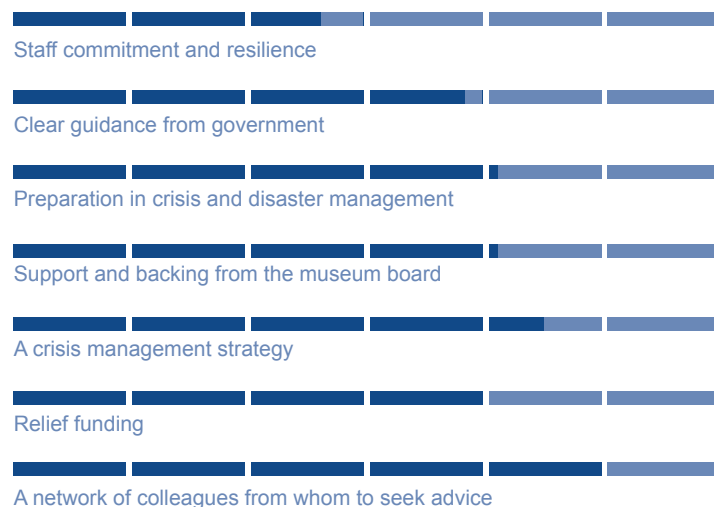 Staff commitment and resilience
Clear guidance from government
Preparation in crisis and disaster management
Support and backing from the museum board
A crisis management strategy
Relief funding
A network of colleagues from whom to seek advice